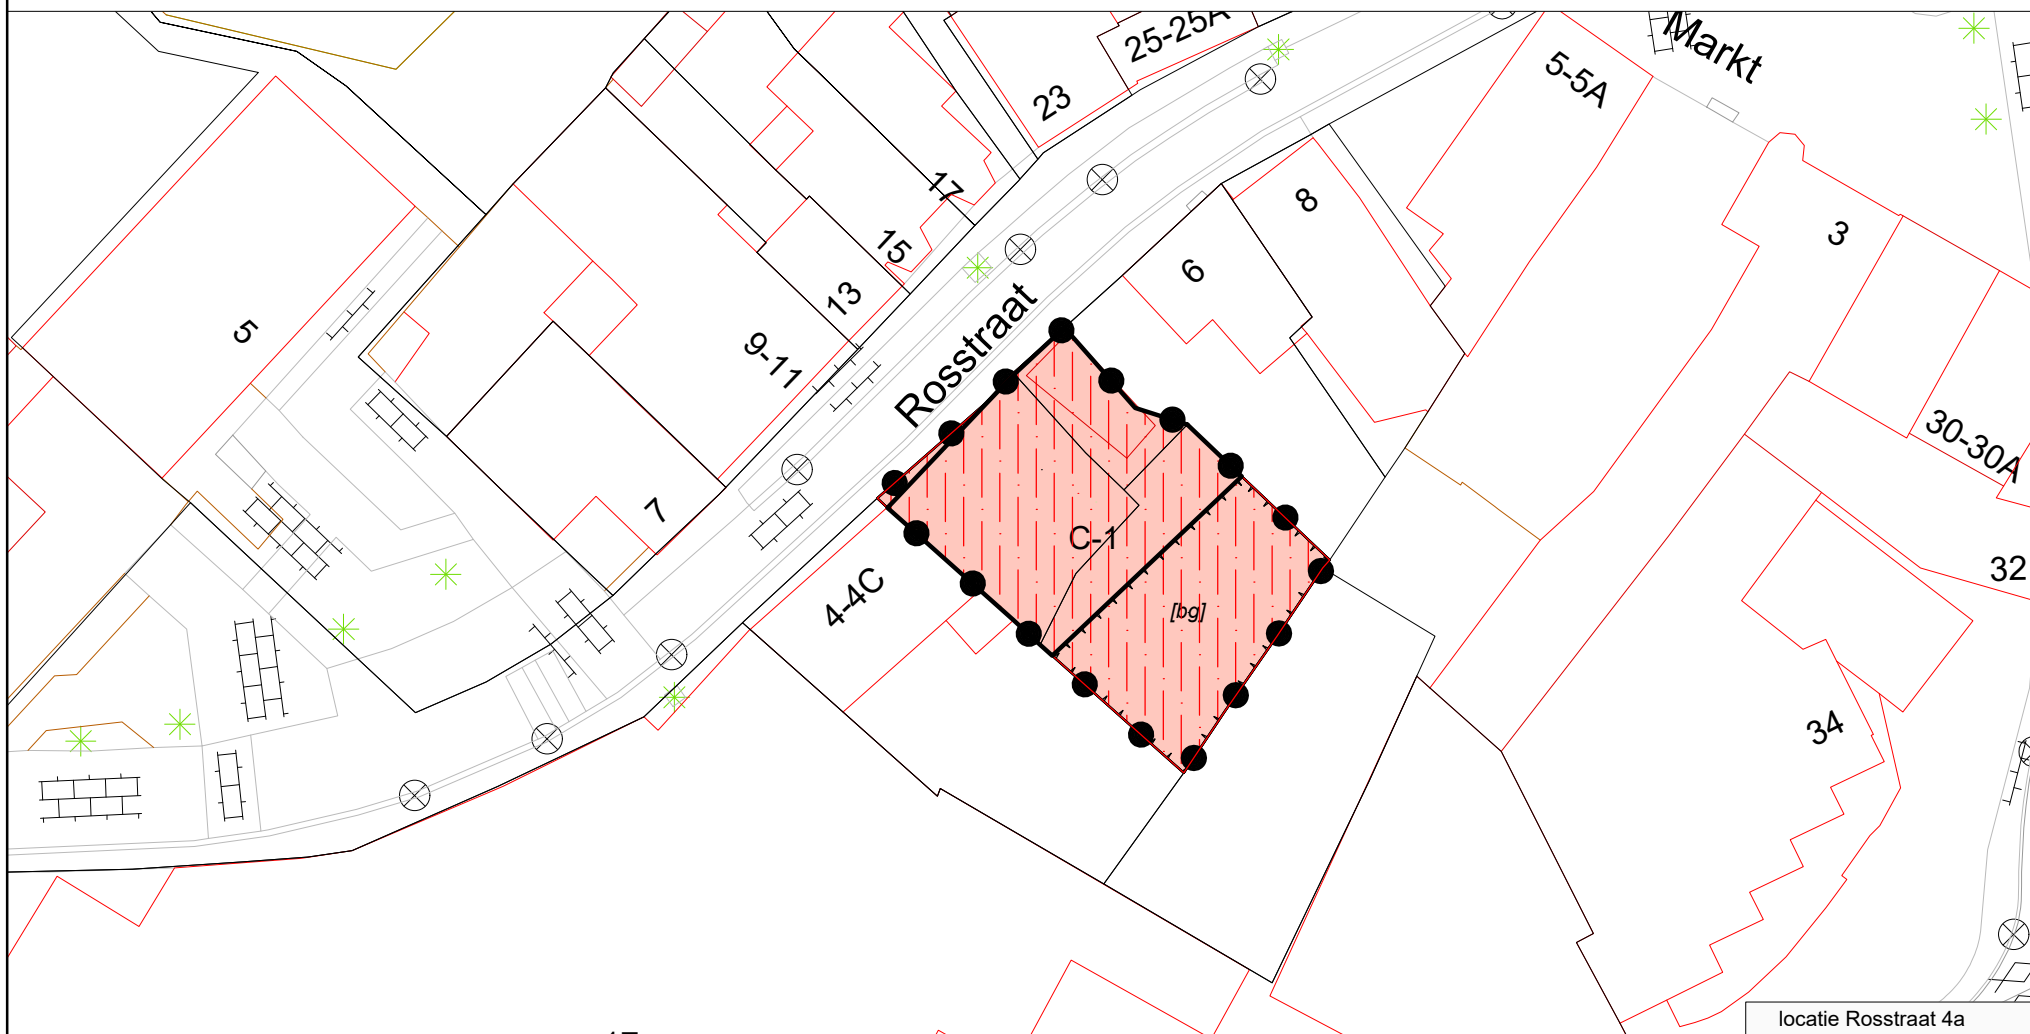 25-25A
Markt
5-5A
23
17
8
3
15
6
13
5
9-11
Rosstraat
30-30A
7
C-1
32
4-4C
[bg]
34
locatie Rosstraat 4a